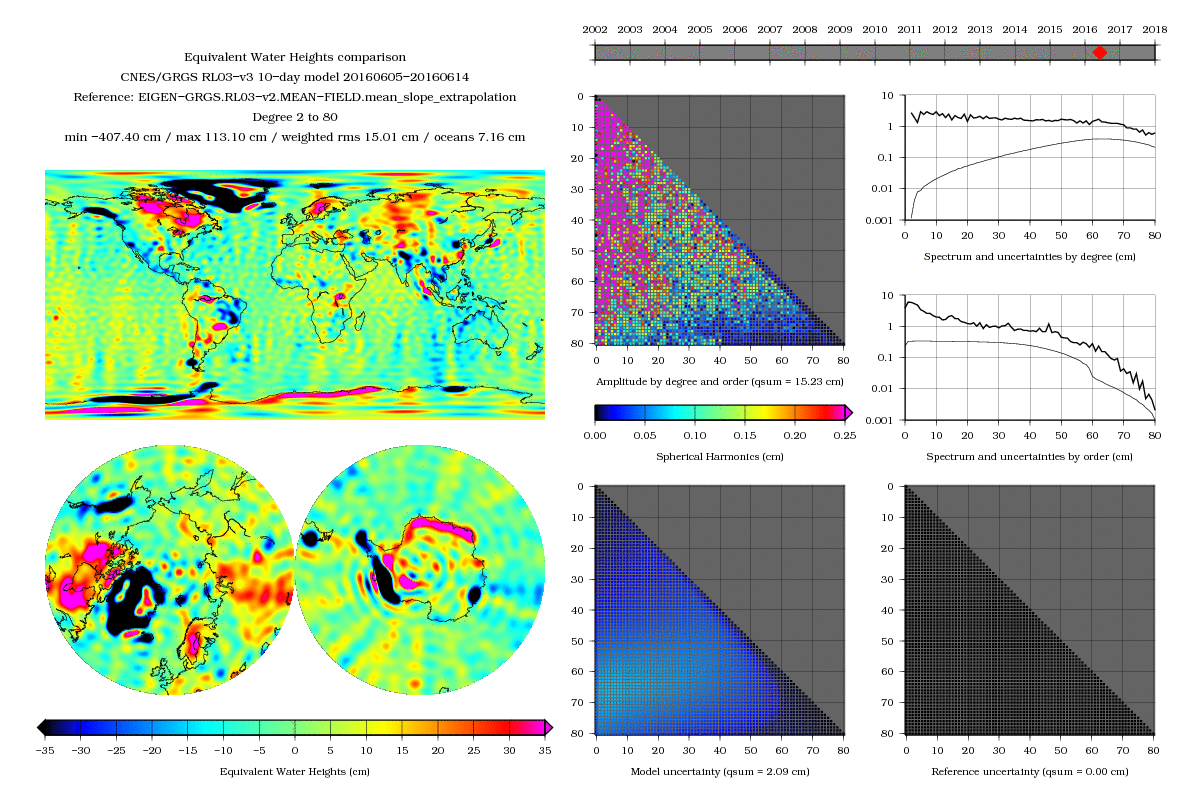 Equivalent Water Heights comparison
CNES/GRGS RL03−v3 10−day model 20160605−20160614
Reference: EIGEN−GRGS.RL03−v2.MEAN−FIELD.mean_slope_extrapolation
Degree 2 to 80
min −407.40 cm / max 113.10 cm / weighted rms 15.01 cm / oceans 7.16 cm
2002 2003 2004 2005 2006 2007 2008 2009 2010 2011 2012 2013 2014 2015 2016 2017 2018
0
10
20
30
40
50
60
70
80
0 10 20 30 40 50 60 70 80
Amplitude by degree and order (qsum = 15.23 cm)
0.00 0.05 0.10 0.15 0.20 0.25
Spherical Harmonics (cm)
10
1
0.1
0.01
0.001
0 10 20 30 40 50 60 70 80
Spectrum and uncertainties by degree (cm)
10
1
0.1
0.01
0.001
0 10 20 30 40 50 60 70 80
Spectrum and uncertainties by order (cm)
−35 −30 −25 −20 −15 −10 −5 0 5 10 15 20 25 30 35
Equivalent Water Heights (cm)
0
10
20
30
40
50
60
70
80
0 10 20 30 40 50 60 70 80
Model uncertainty (qsum = 2.09 cm)
0
10
20
30
40
50
60
70
80
0 10 20 30 40 50 60 70 80
Reference uncertainty (qsum = 0.00 cm)